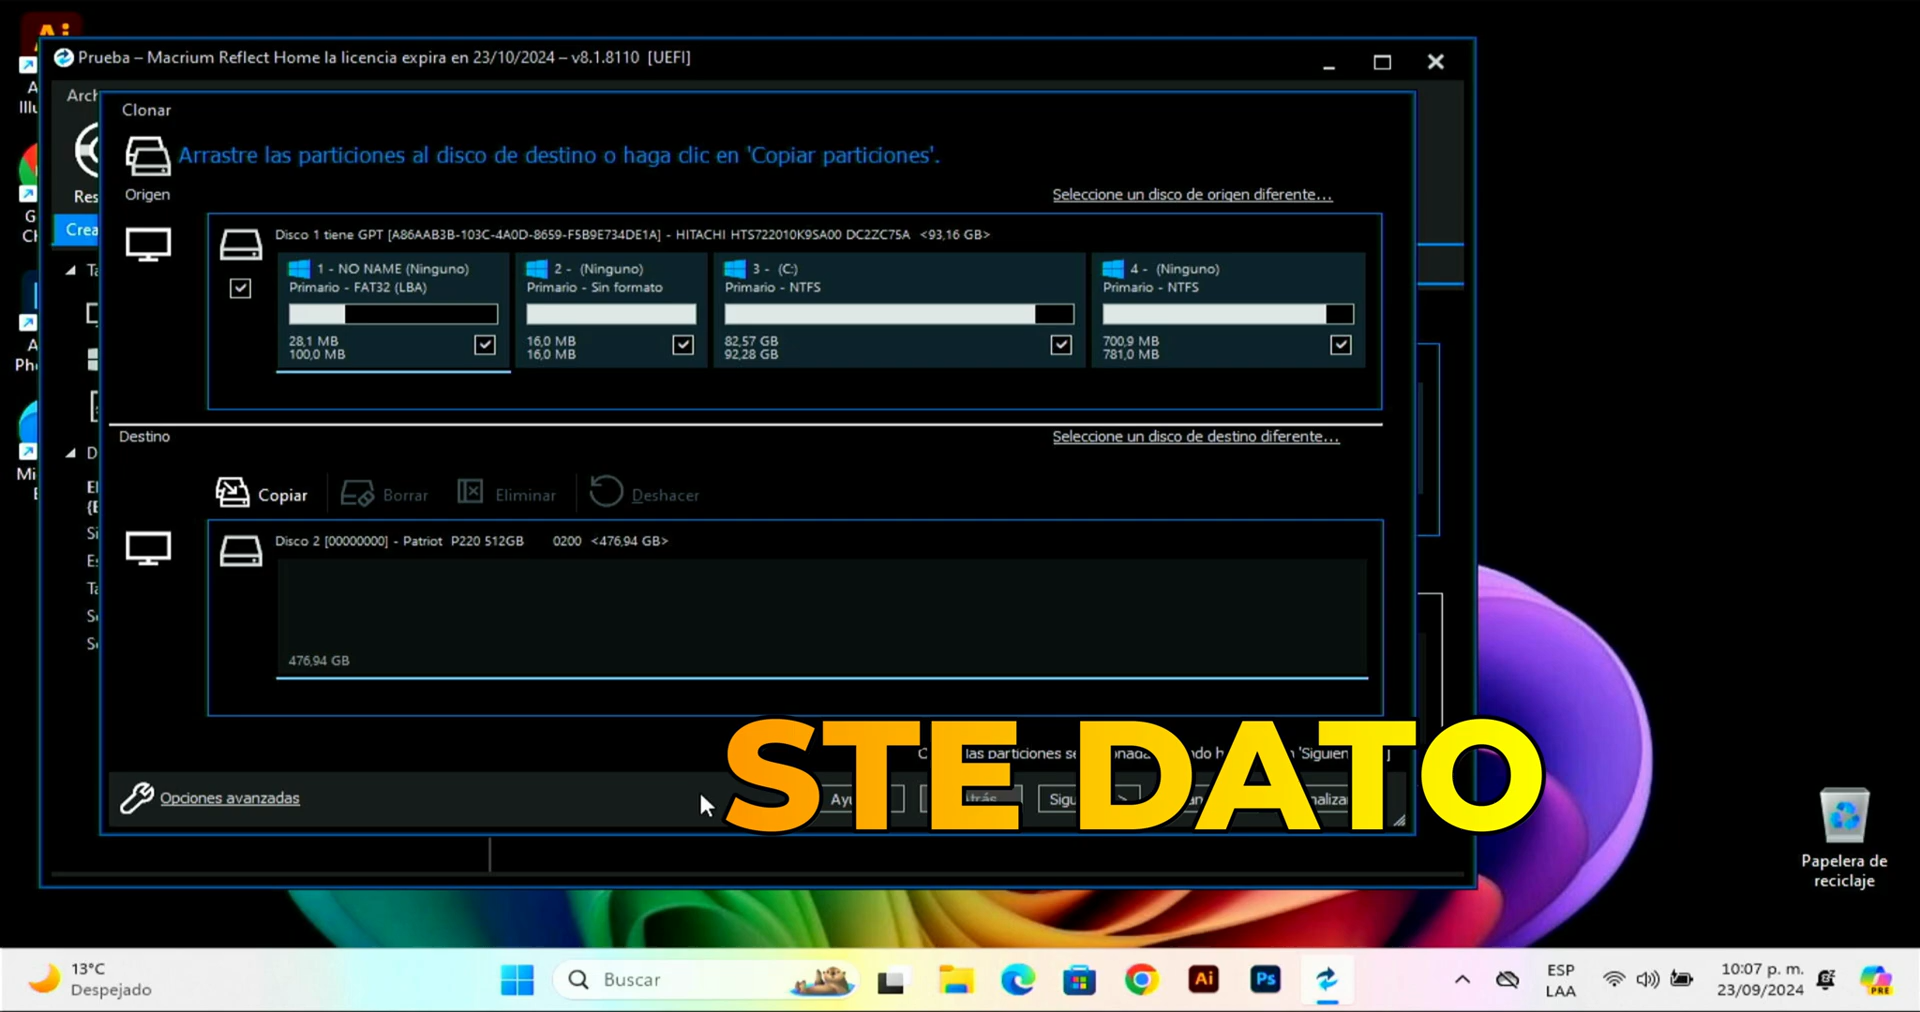 Prueba – Macrium Reflect Home la licencia expira en 23/10/2024 – v8.1.8110 [UEFI]
Clonar
Arrastre las particiones al disco de destino o haga clic en 'Copiar particiones'.
Origen
Seleccione un disco de origen diferente...
Disco 1 tiene GPT [A86AAB3B-103C-4A0D-8659-F5B9E734DE1A] - HITACHI HTS722010K9SA00 DC2ZC75A <93,16 GB>
1 - NO NAME (Ninguno)
Primario - FAT32 (LBA)
28,1 MB
100,0 MB
2 - (Ninguno)
Primario - Sin formato
16,0 MB
16,0 MB
3 - (C:)
Primario - NTFS
82,57 GB
92,28 GB
4 - (Ninguno)
Primario - NTFS
700,9 MB
781,0 MB
Destino
Seleccione un disco de destino diferente...
Copiar
Borrar
Eliminar
Deshacer
Disco 2 [00000000] - Patriot P220 512GB 0200 <476,94 GB>
476,94 GB
las particiones
Opciones avanzadas
STE DATO
Papelera de
reciclaje
13°C
Despejado
Buscar
Ai
Ps
ESP
LAA
10:07 p. m.
23/09/2024
PRE